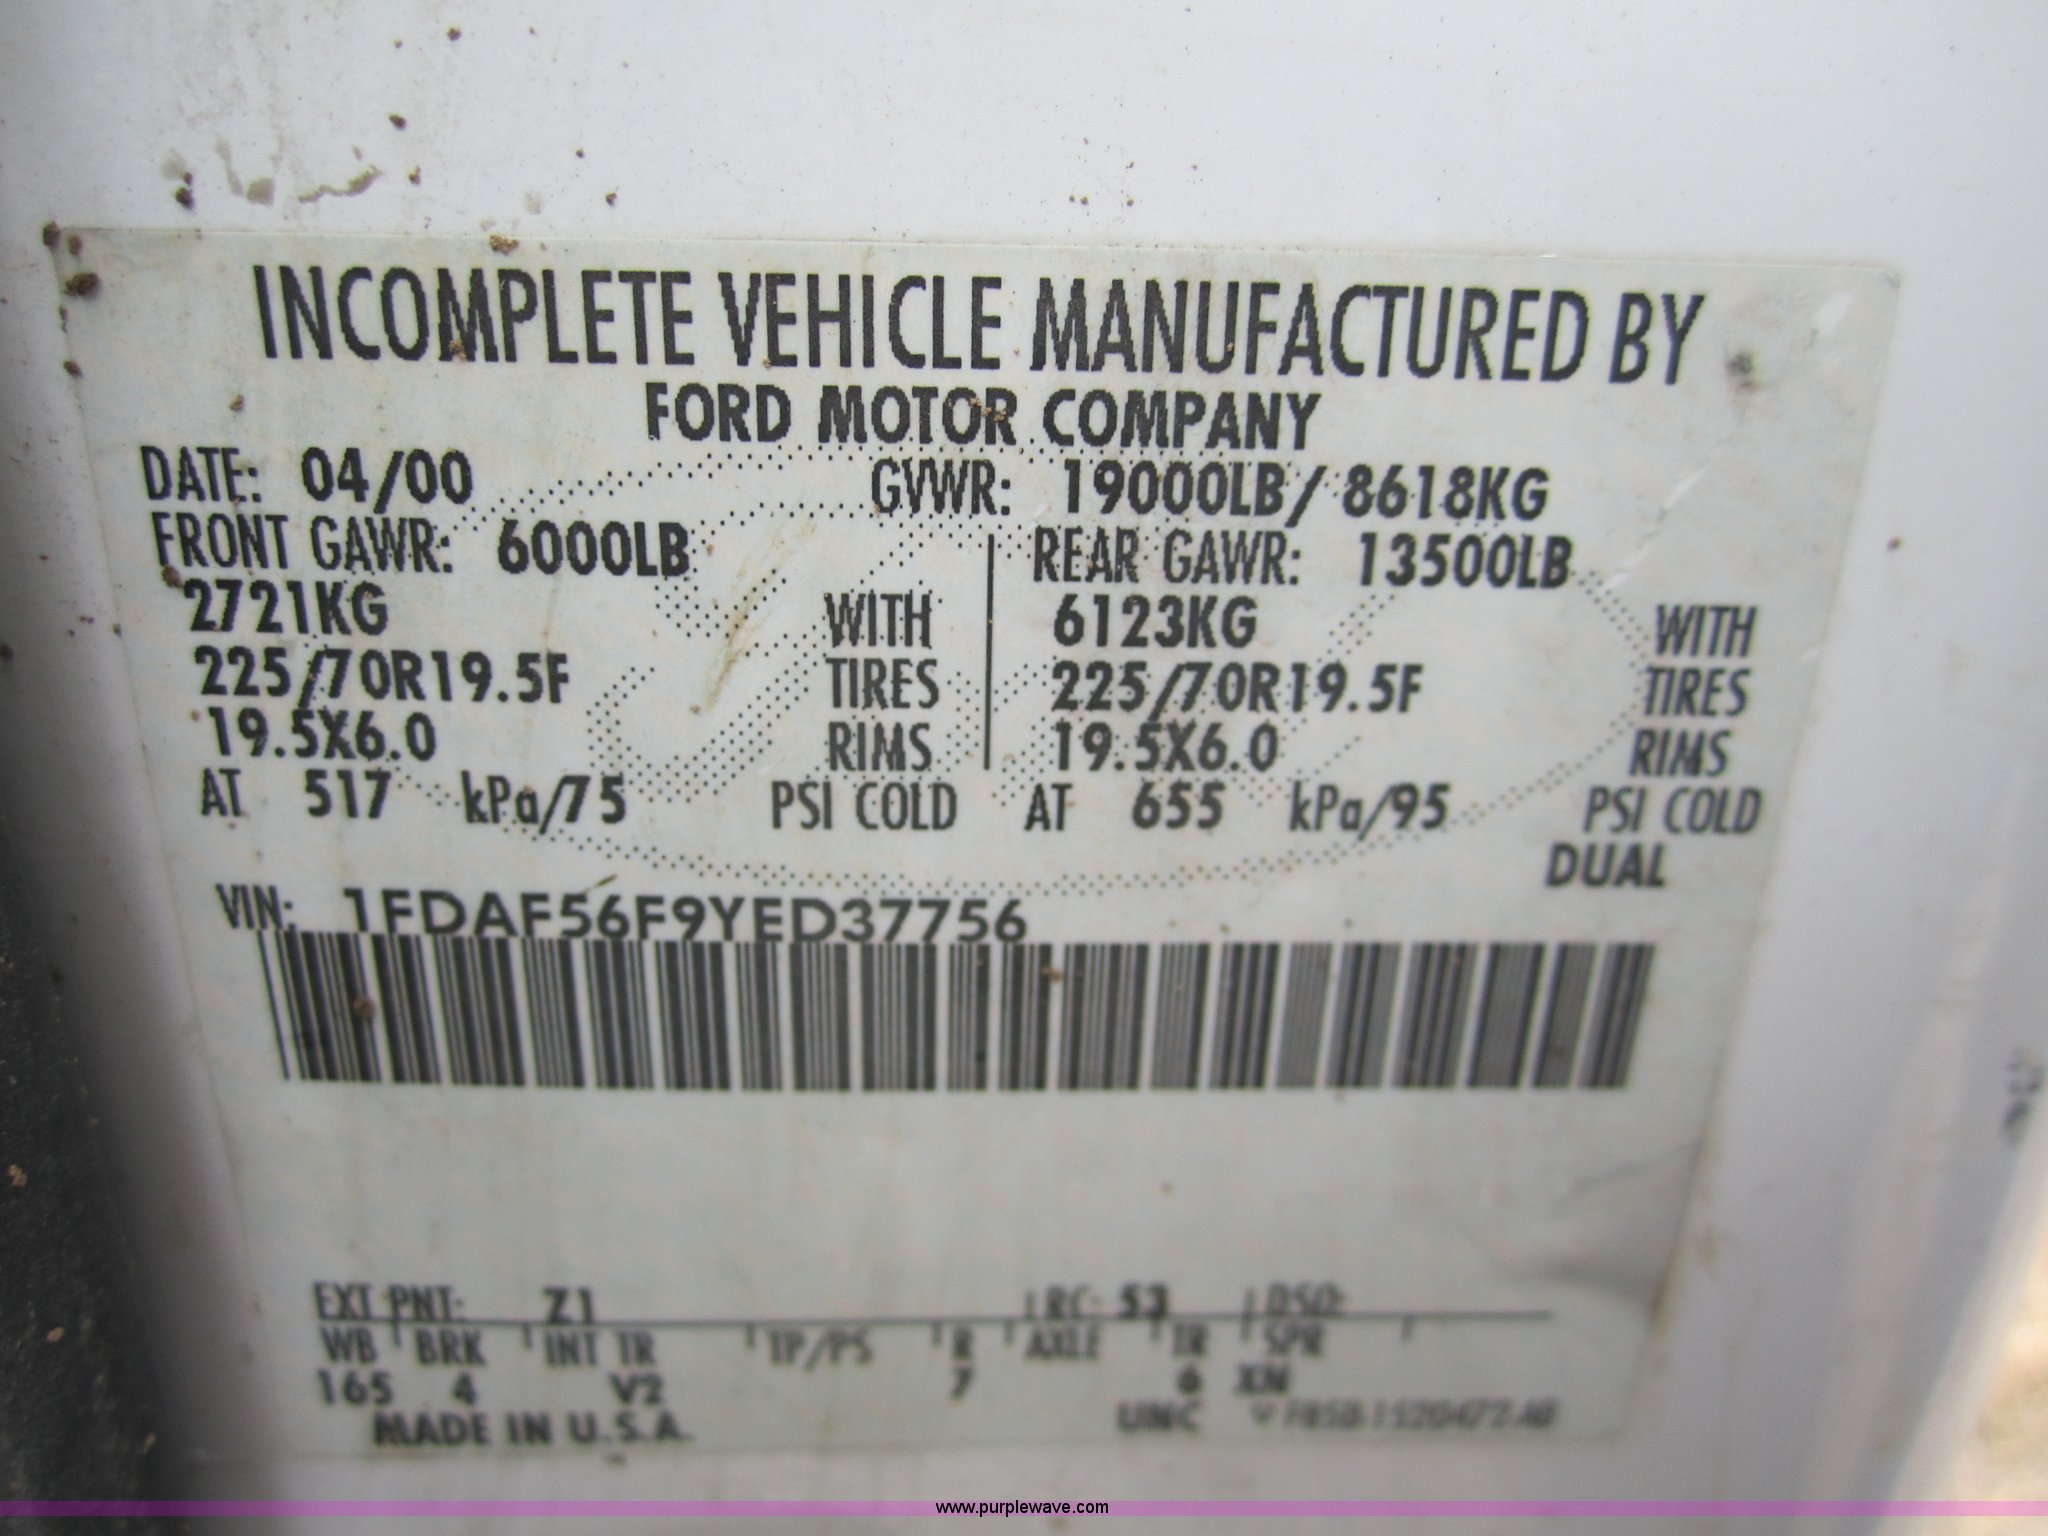 INCOMPLETE VEHICLE MANUFACTURED BY
FORD MOTOR COMPANY
DATE: 04/00 GVWR: 19000LB/ 8618KG
FRONT GAWR: 6000LB REAR GAWR: 13500LB
2721KG WITH 6123KG WITH
225/70R19.5F TIRES 225/70R19.5F TIRES
19.5X6.0 RIMS 19.5X6.0 RIMS
AT 517 kPa/75 PSI COLD AT 655 kPa/95 PSI COLD
DUAL
VIN: 1FDAF56F9YED37756
EXT PNT: Z1 RC: 53 DSO:
WB BRK INT TR TP/PS R AXLE TR SPR
165 4 V2 7 6 XN
MADE IN U.S.A. UMC
www.purplewave.com